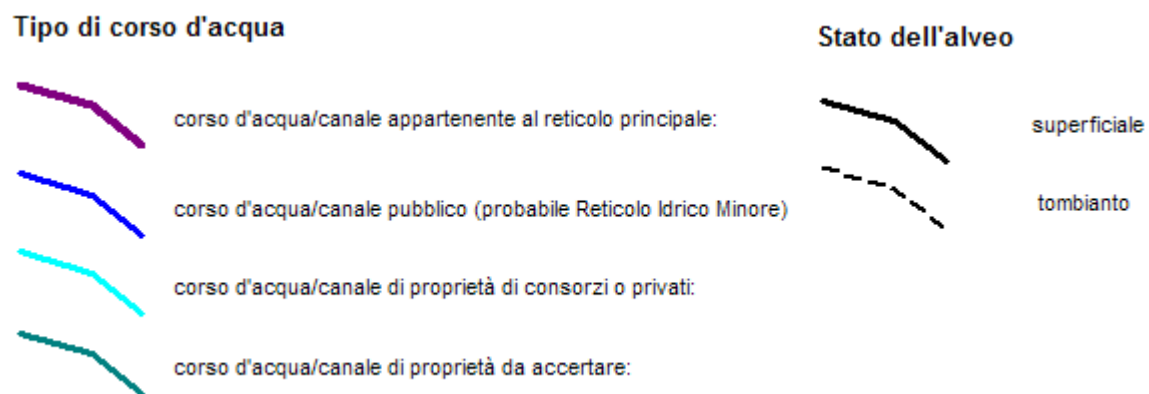 Tipo di corso d'acqua
corso d'acqua/canale appartenente al reticolo principale:
corso d'acqua/canale pubblico (probabile Reticolo Idrico Minore)
corso d'acqua/canale di proprietà di consorzi o privati:
corso d'acqua/canale di proprietà da accertare:
Stato dell'alveo
superficiale
tombianto